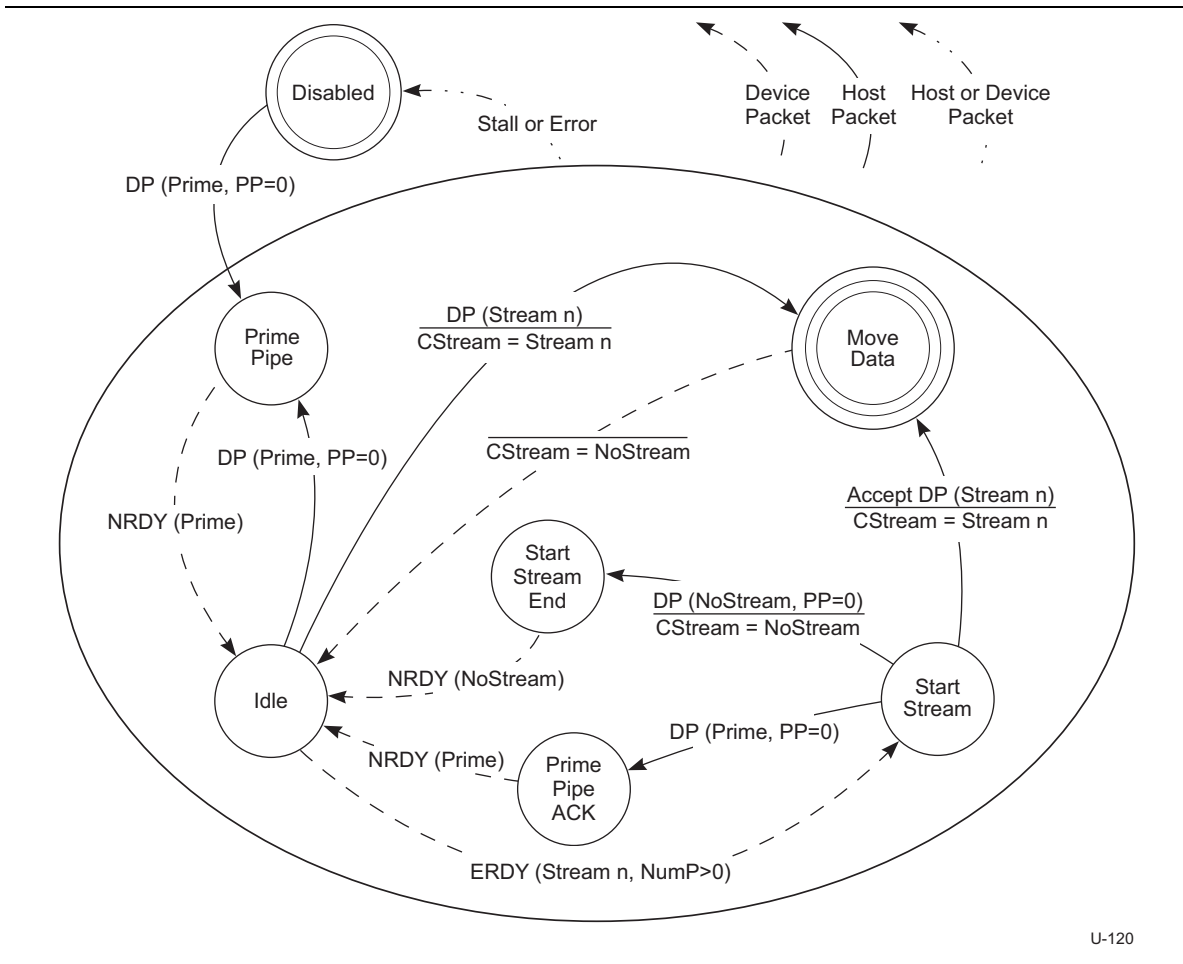 Disabled
Stall or Error
Device
Packet
Host
Packet
Host or Device
Packet
DP (Prime, PP=0)
Prime
Pipe
DP (Stream n)
CStream = Stream n
Move
Data
DP (Prime, PP=0)
CStream = NoStream
NRDY (Prime)
Accept DP (Stream n)
CStream = Stream n
Start
Stream
End
DP (NoStream, PP=0)
CStream = NoStream
NRDY (NoStream)
Idle
Start
Stream
DP (Prime, PP=0)
NRDY (Prime)
Prime
Pipe
ACK
ERDY (Stream n, NumP>0)
U-120